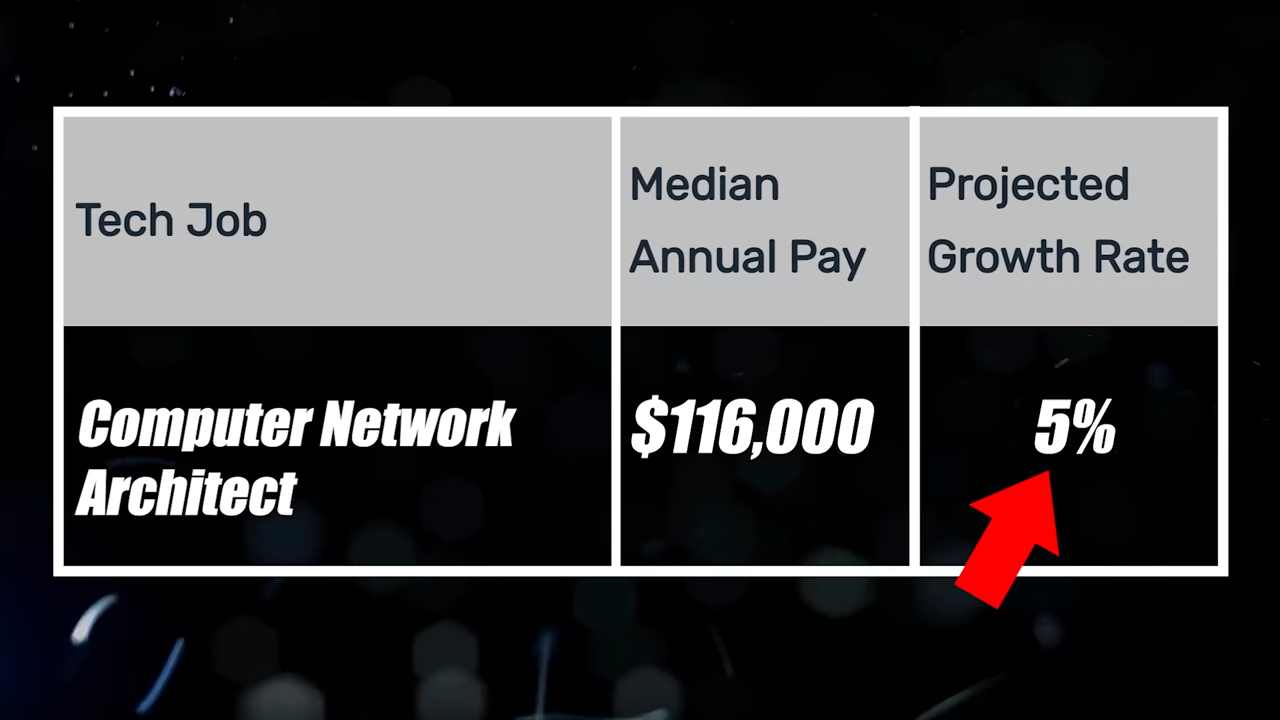 Tech Job
Median
Annual Pay
Projected
Growth Rate
Computer Network
Architect
$116,000
5%